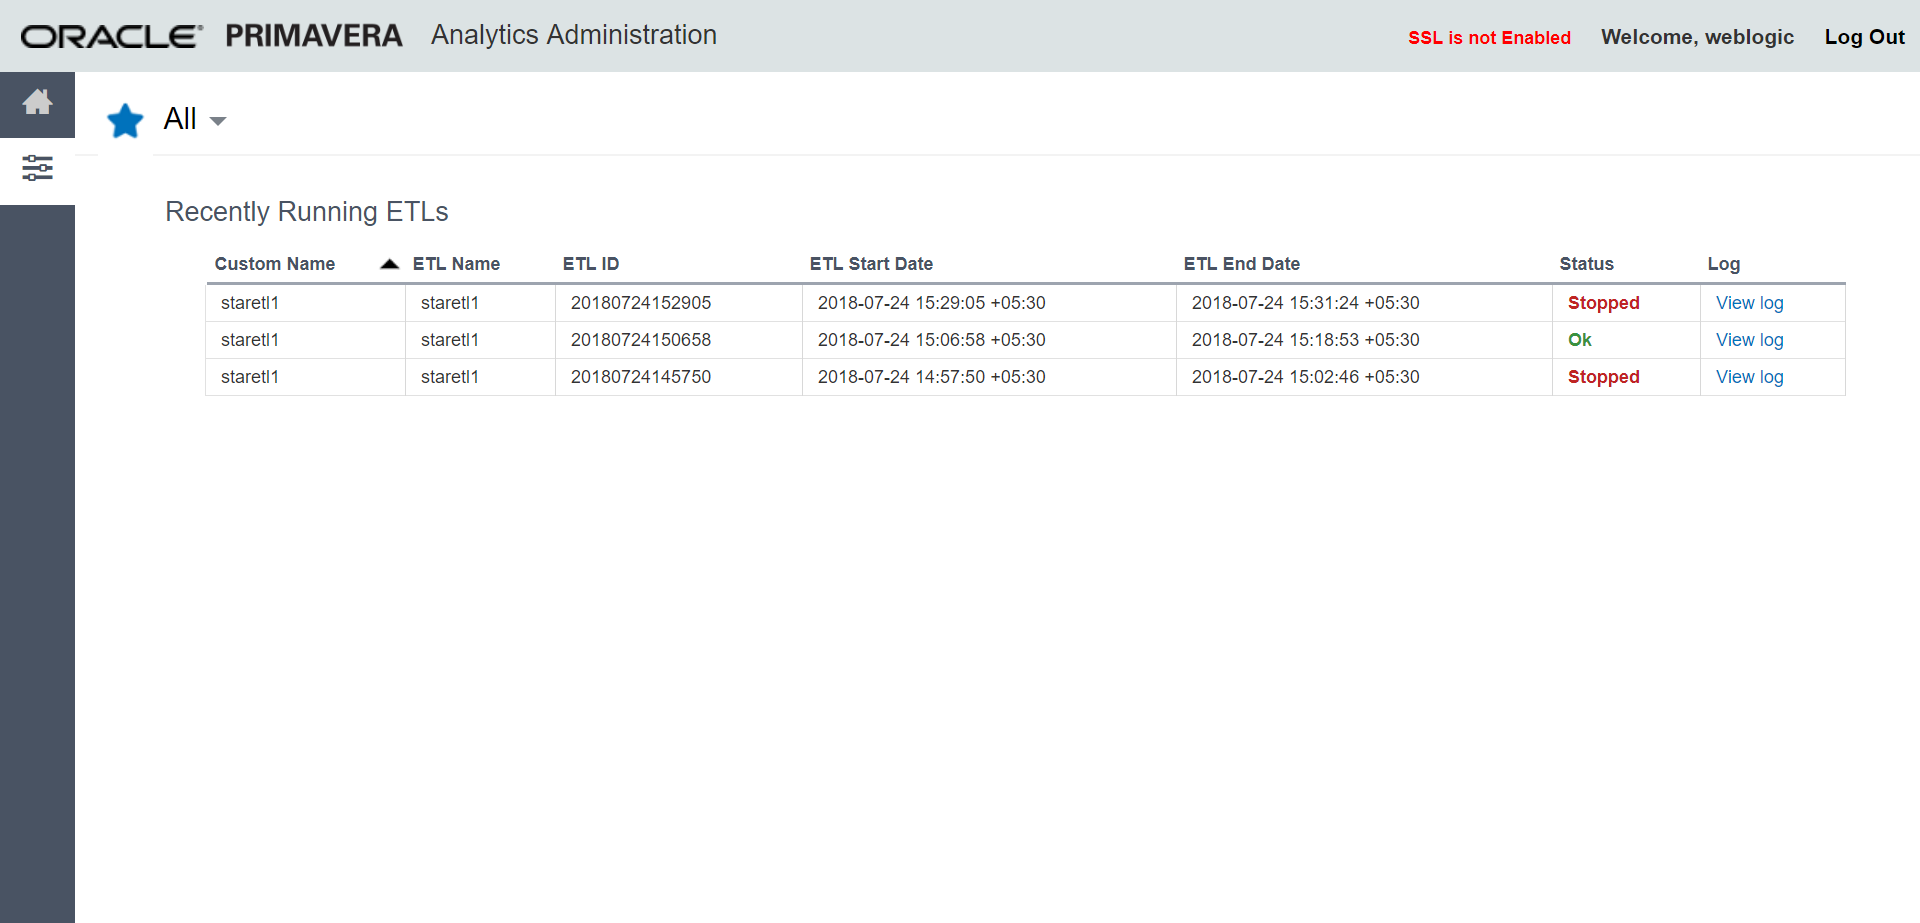 ORACLE® PRIMAVERA Analytics Administration SSL is not Enabled Welcome, weblogic Log Out
All
Recently Running ETLs
Custom Name ETL Name ETL ID ETL Start Date ETL End Date Status Log
staretl1 staretl1 20180724152905 2018-07-24 15:29:05 +05:30 2018-07-24 15:31:24 +05:30 Stopped View log
staretl1 staretl1 20180724150658 2018-07-24 15:06:58 +05:30 2018-07-24 15:18:53 +05:30 Ok View log
staretl1 staretl1 20180724145750 2018-07-24 14:57:50 +05:30 2018-07-24 15:02:46 +05:30 Stopped View log